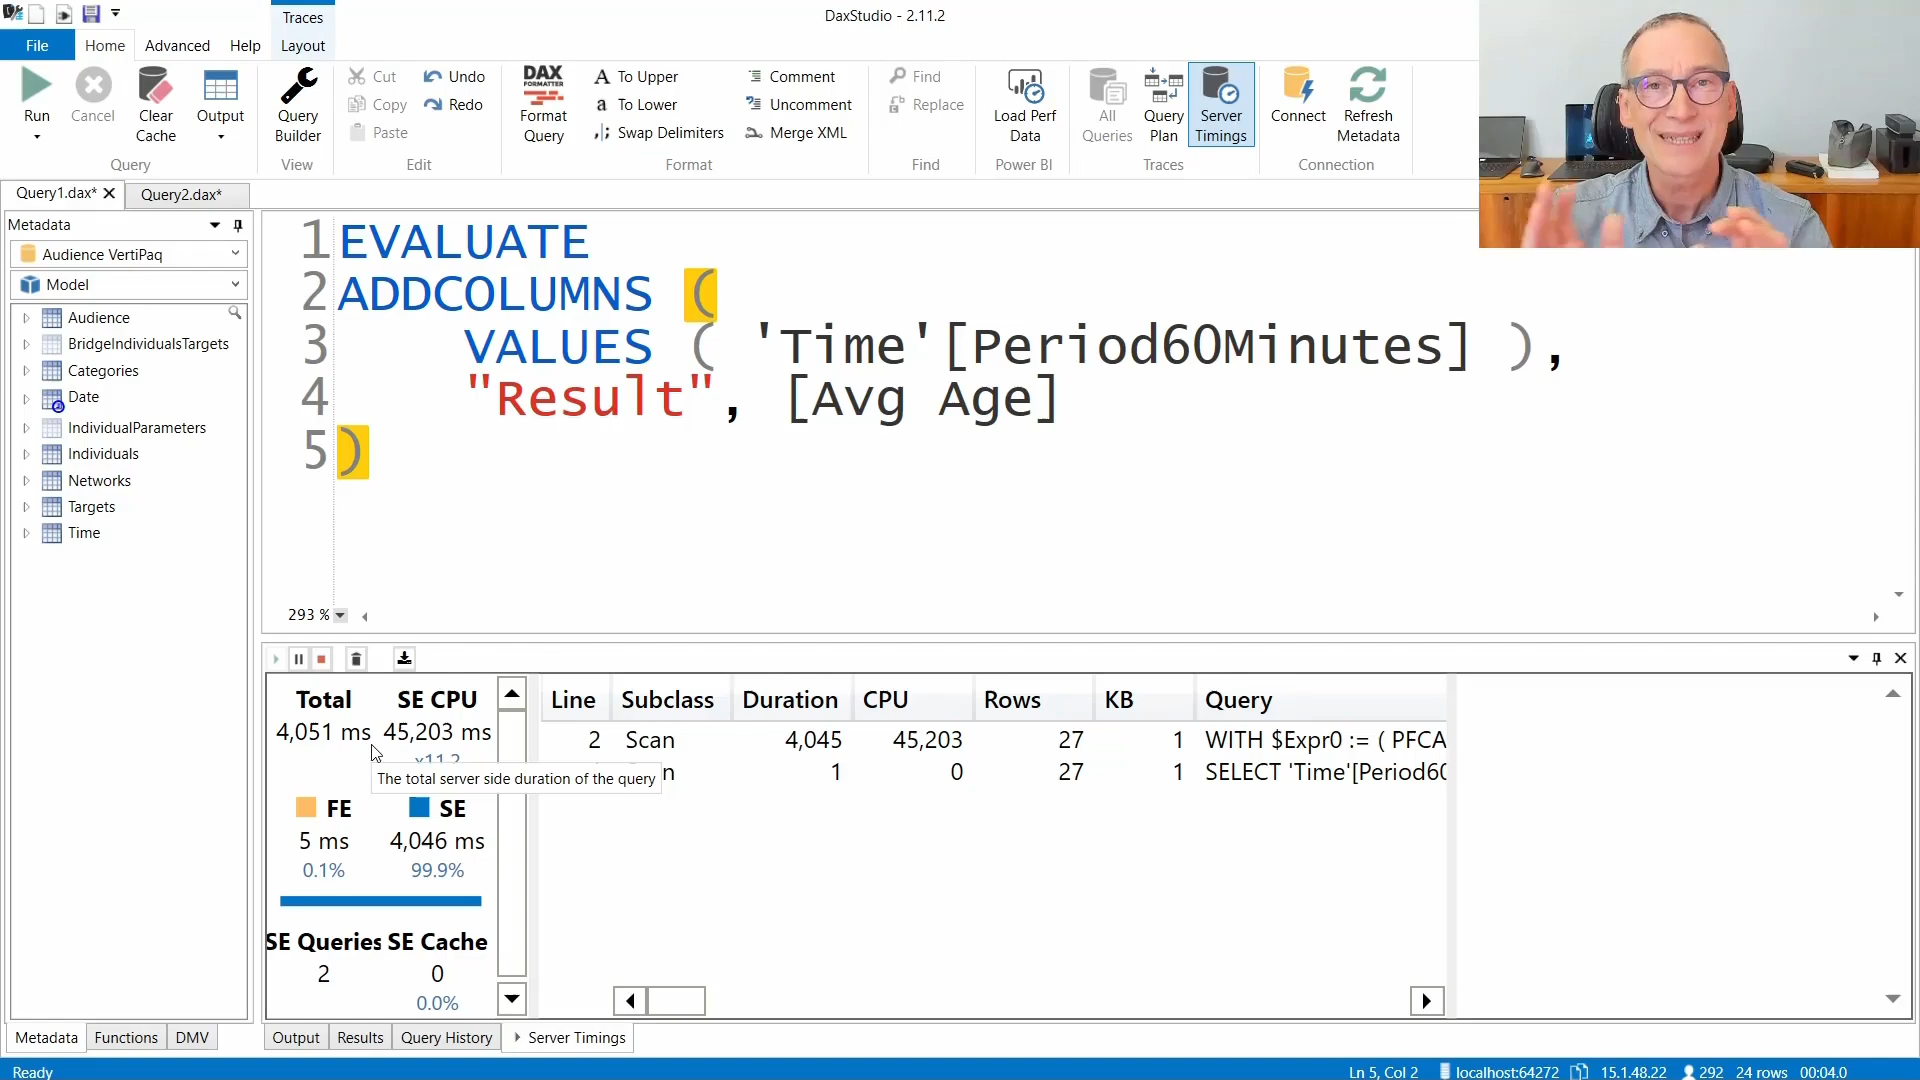 DaxStudio - 2.11.2
Traces
File
Home
Advanced
Help
Layout
Run
Cancel
Clear
Cache
Output
Query
Query
Builder
View
Cut
Copy
Paste
Undo
Redo
Edit
DAX
FORMATTER
Format
Query
To Upper
To Lower
Swap Delimiters
Comment
Uncomment
Merge XML
Format
Find
Replace
Find
Load Perf
Data
Power BI
All
Queries
Query
Plan
Server
Timings
Traces
Connect
Refresh
Metadata
Connection
Query1.dax*
Query2.dax*
Metadata
Audience VertiPaq
Model
Audience
BridgeIndividualsTargets
Categories
Date
IndividualParameters
Individuals
Networks
Targets
Time
1 EVALUATE
2 ADDCOLUMNS (
3 VALUES ( 'Time'[Period60Minutes] ),
4 "Result", [Avg Age]
5 )
293 %
Total
4,051 ms
SE CPU
45,203 ms
x11.2
The total server side duration of the query
FE
5 ms
0.1%
SE
4,046 ms
99.9%
SE Queries
2
SE Cache
0
0.0%
Line Subclass Duration CPU Rows KB Query
2 Scan 4,045 45,203 27 1 WITH $Expr0 := ( PFCA
n 1 0 27 1 SELECT 'Time'[Period60
Metadata
Functions
DMV
Output
Results
Query History
Server Timings
Ready
Ln 5, Col 2
localhost:64272
15.1.48.22
292
24 rows
00:04.0